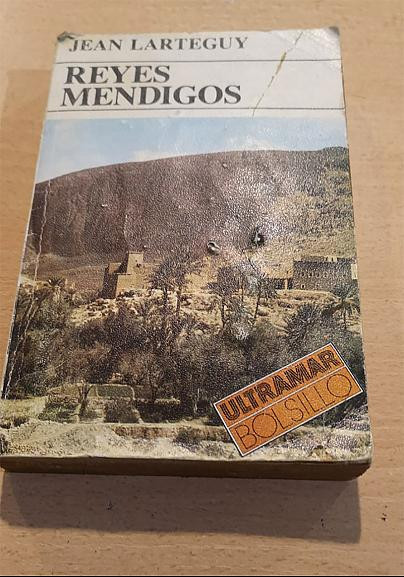 JEAN LARTEGUY
REYES
MENDIGOS
ULTRAMAR
BOLSILLO